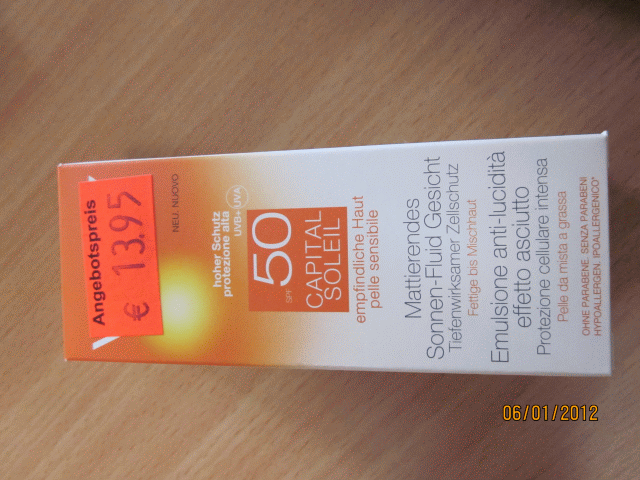 Angebotspreis
€ 13.95
NEU NUOVO
hoher Schutz
protezione alta
UVB+UVA
SPF 50
CAPITAL
SOLEIL
empfindliche Haut
pelle sensibile
Mattierendes
Sonnen-Fluid Gesicht
Tiefenwirksamer Zellschutz
Fettige bis Mischhaut
Emulsione anti-lucidità
effetto asciutto
Protezione cellulare intensa
Pelle da mista a grassa
OHNE PARABENE. SENZA PARABENI
HYPOALLERGEN. IPOALLERGENICO*
06/01/2012